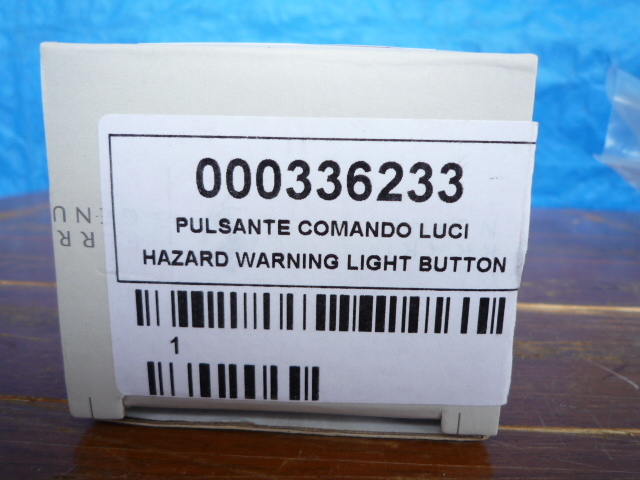 000336233
PULSANTE COMANDO LUCI
HAZARD WARNING LIGHT BUTTON
1